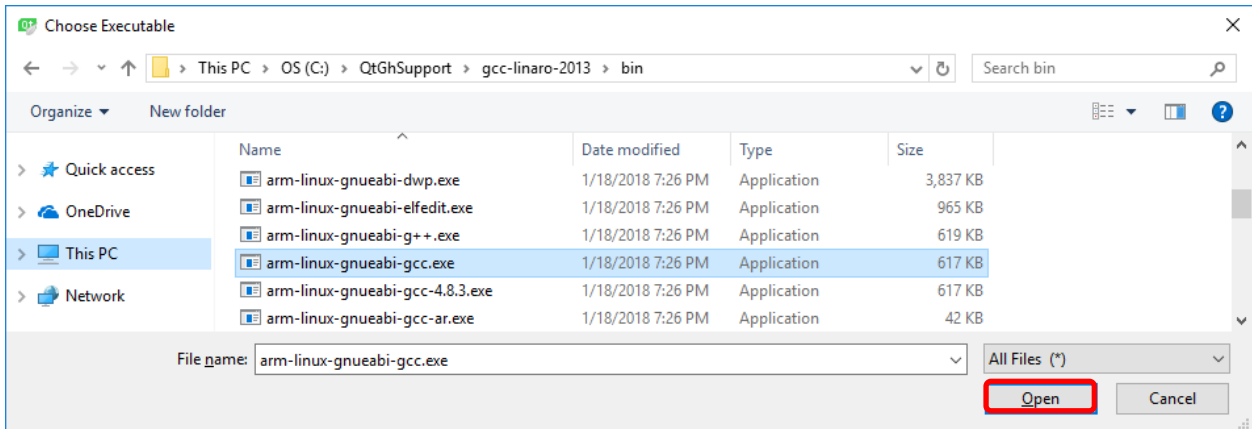 Choose Executable
This PC > OS (C:) > QtGhSupport > gcc-linaro-2013 > bin
Search bin
Organize
New folder
Name Date modified Type Size
Quick access
OneDrive
This PC
Network
arm-linux-gnueabi-dwp.exe 1/18/2018 7:26 PM Application 3,837 KB
arm-linux-gnueabi-elfedit.exe 1/18/2018 7:26 PM Application 965 KB
arm-linux-gnueabi-g++.exe 1/18/2018 7:26 PM Application 619 KB
arm-linux-gnueabi-gcc.exe 1/18/2018 7:26 PM Application 617 KB
arm-linux-gnueabi-gcc-4.8.3.exe 1/18/2018 7:26 PM Application 617 KB
arm-linux-gnueabi-gcc-ar.exe 1/18/2018 7:26 PM Application 42 KB
File name: arm-linux-gnueabi-gcc.exe
All Files (*)
Open
Cancel